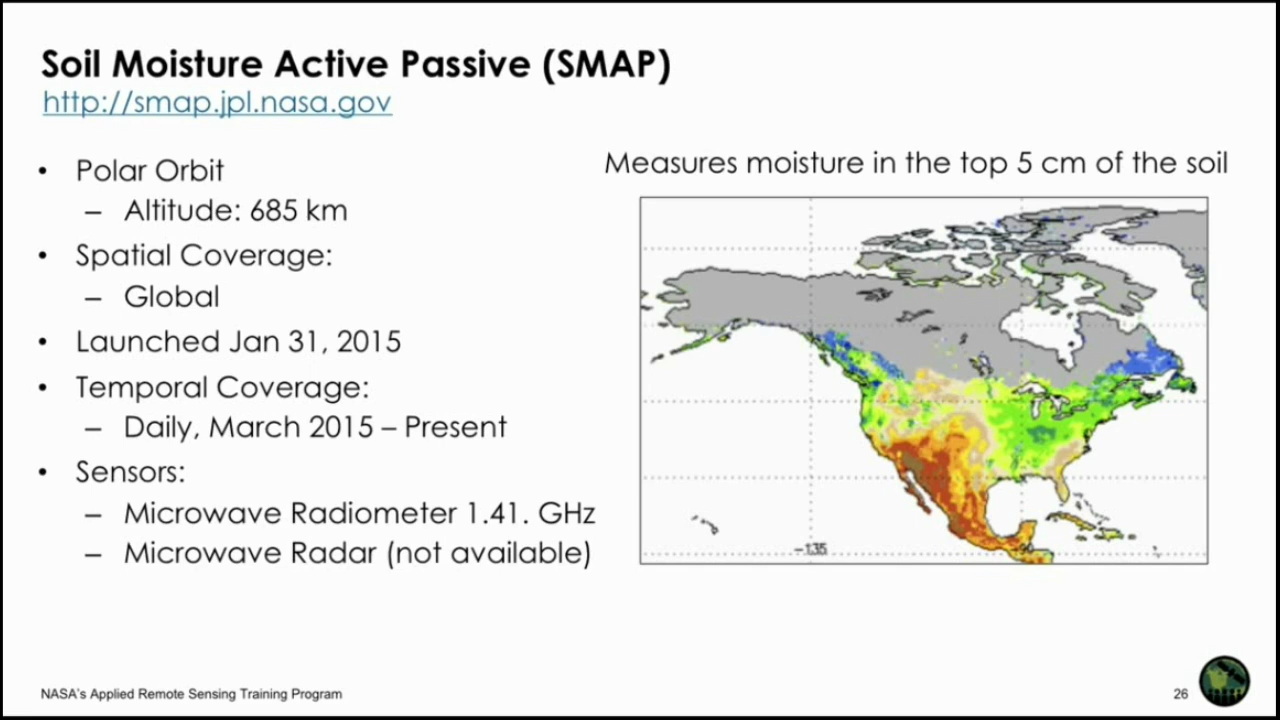 Soil Moisture Active Passive (SMAP)
http://smap.jpl.nasa.gov
• Polar Orbit
– Altitude: 685 km
• Spatial Coverage:
– Global
• Launched Jan 31, 2015
• Temporal Coverage:
– Daily, March 2015 – Present
• Sensors:
– Microwave Radiometer 1.41. GHz
– Microwave Radar (not available)
Measures moisture in the top 5 cm of the soil
−135
90
NASA's Applied Remote Sensing Training Program
26